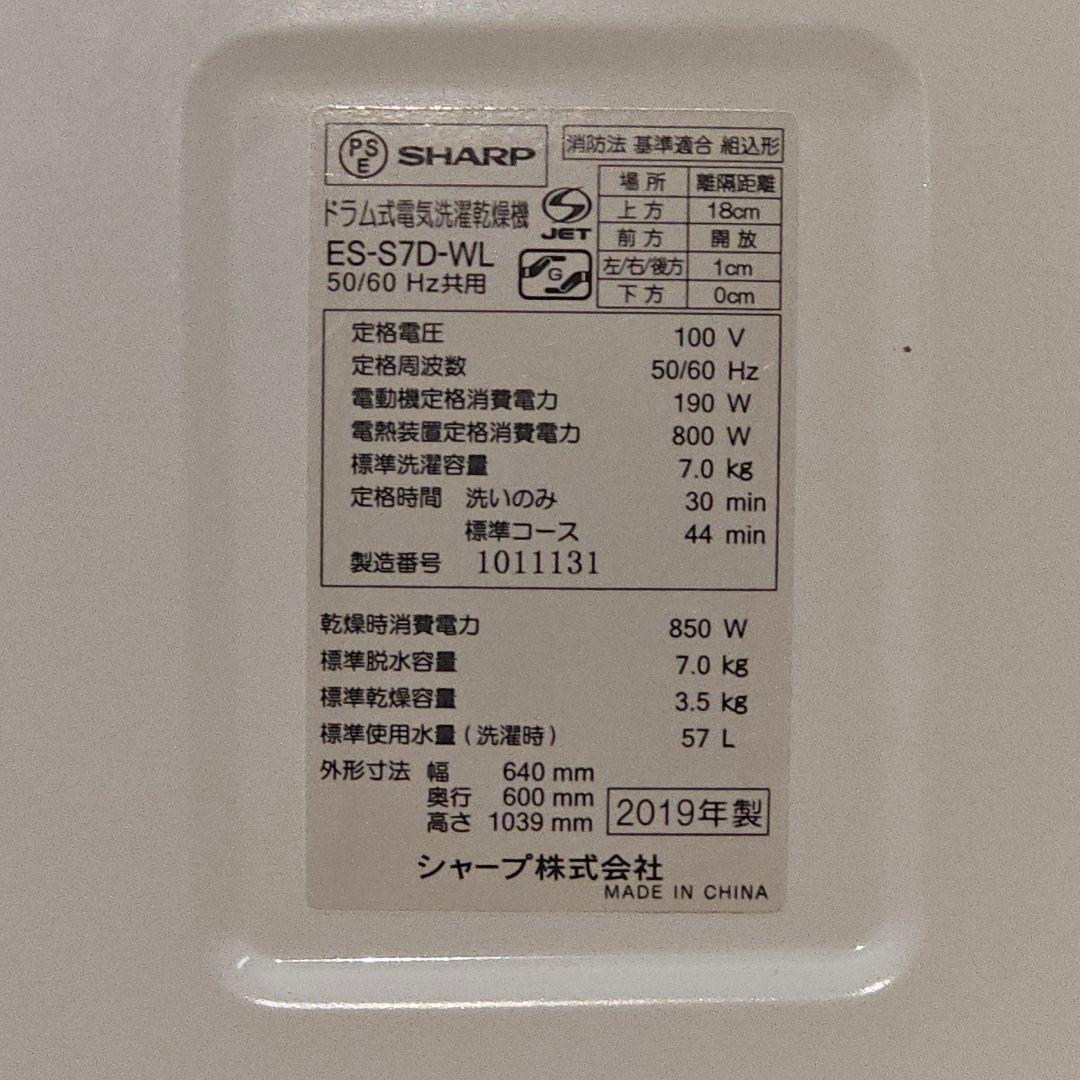 PSE SHARP
消防法 基準適合 組込形
ドラム式電気洗濯乾燥機
ES-S7D-WL
50/60 Hz共用
JET
G
場所 離隔距離
上方 18cm
前方 開放
左/右/後方 1cm
下方 0cm
定格電圧 100 V
定格周波数 50/60 Hz
電動機定格消費電力 190 W
電熱装置定格消費電力 800 W
標準洗濯容量 7.0 kg
定格時間 洗いのみ 30 min
標準コース 44 min
製造番号 1011131
乾燥時消費電力 850 W
標準脱水容量 7.0 kg
標準乾燥容量 3.5 kg
標準使用水量(洗濯時) 57 L
外形寸法 幅 640 mm
奥行 600 mm
高さ 1039 mm
2019年製
シャープ株式会社
MADE IN CHINA